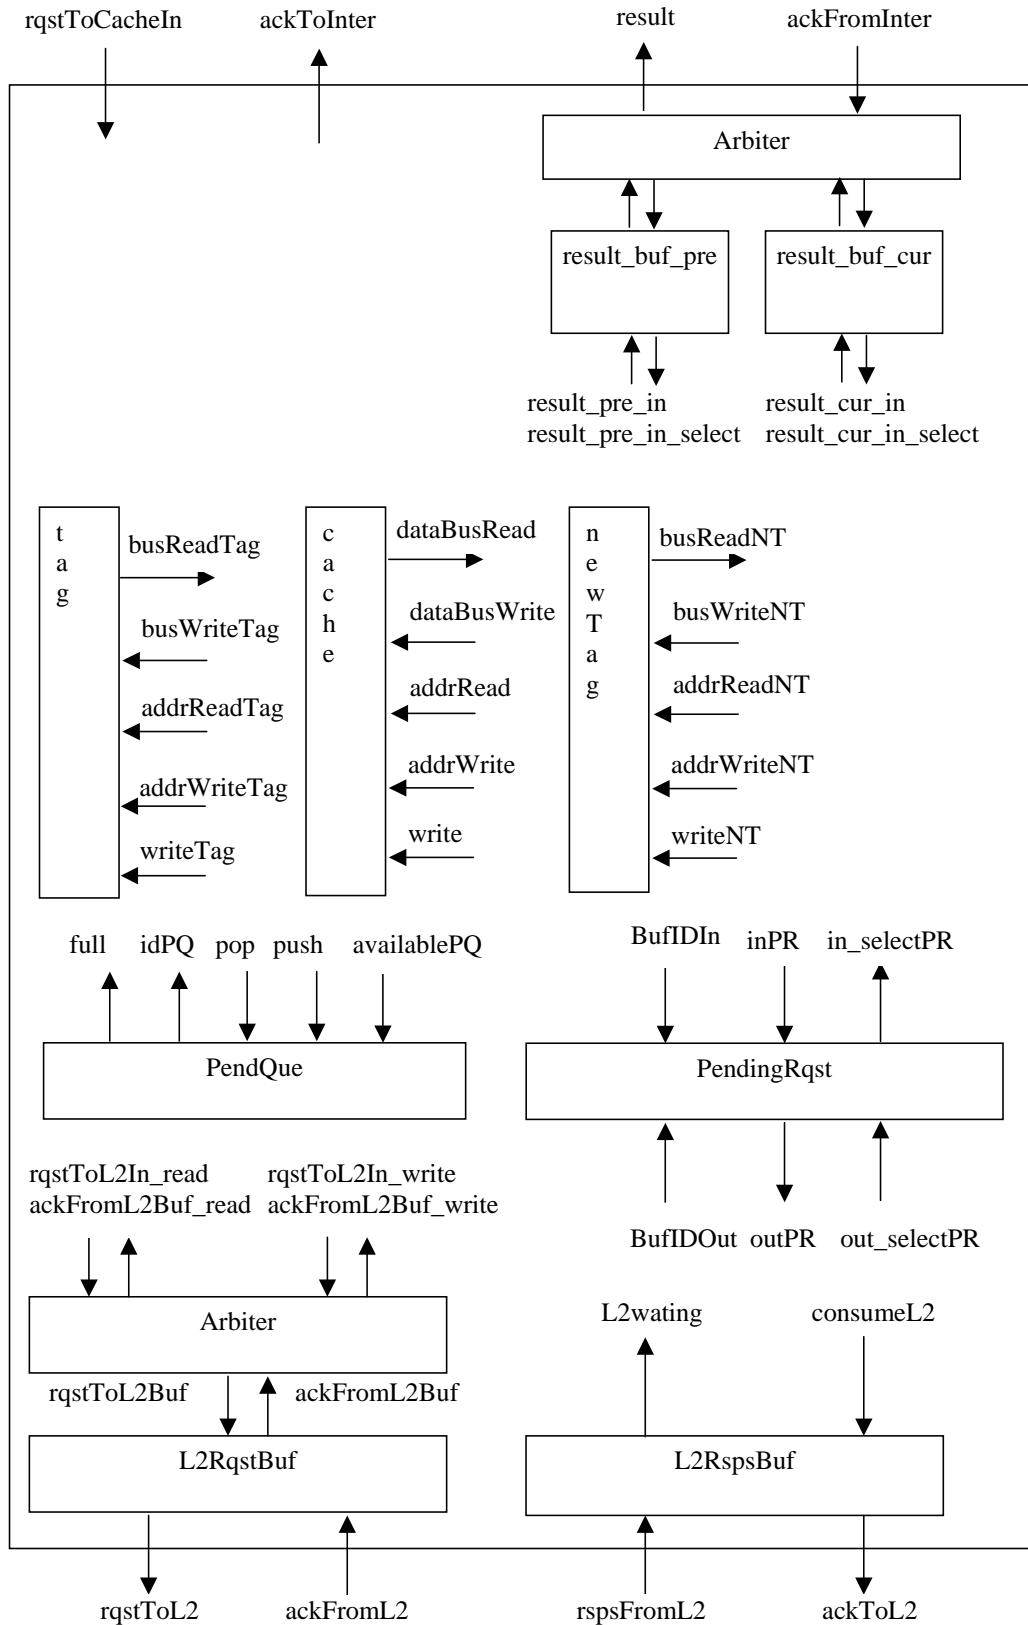 rqstToCacheIn ackToInter result ackFromInter
Arbiter
result_buf_pre result_buf_cur
result_pre_in result_cur_in
result_pre_in_select result_cur_in_select
t
a
g
busReadTag
busWriteTag
addrReadTag
addrWriteTag
writeTag
c
a
c
h
e
dataBusRead
dataBusWrite
addrRead
addrWrite
write
n
e
w
T
a
g
busReadNT
busWriteNT
addrReadNT
addrWriteNT
writeNT
full idPQ pop push availablePQ
PendQue
BufIDIn inPR in_selectPR
PendingRqst
BufIDOut outPR out_selectPR
rqstToL2In_read rqstToL2In_write
ackFromL2Buf_read ackFromL2Buf_write
Arbiter
rqstToL2Buf ackFromL2Buf
L2RqstBuf
L2wating consumeL2
L2RspsBuf
rqstToL2 ackFromL2 rspsFromL2 ackToL2